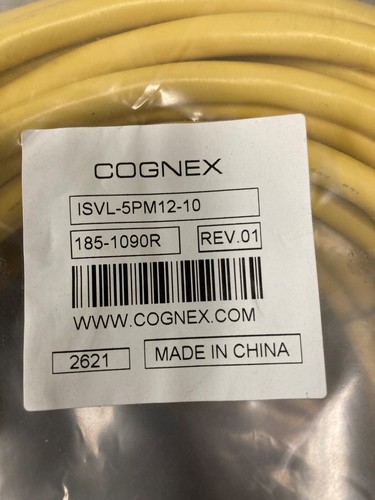 COGNEX
ISVL-5PM12-10
185-1090R REV.01
WWW.COGNEX.COM
2621 MADE IN CHINA